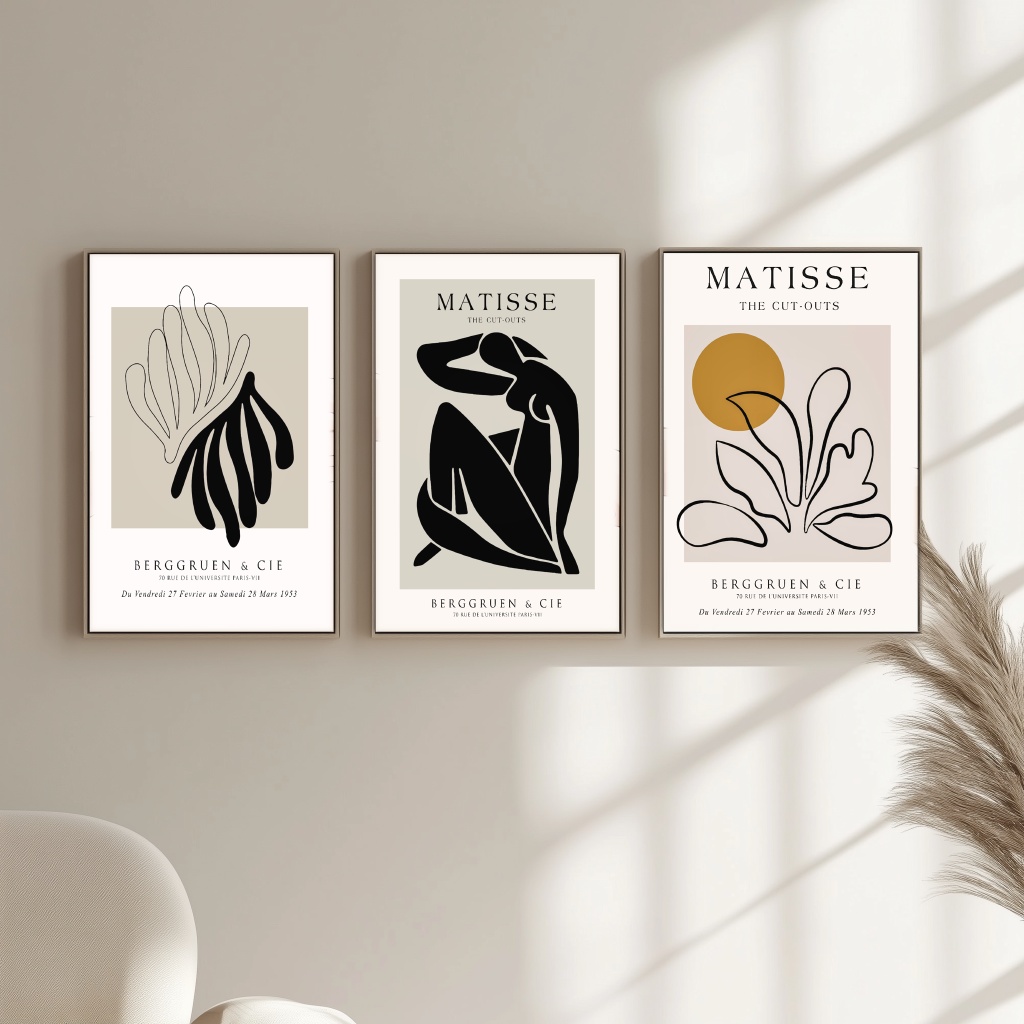 BERGGRUEN & CIE
70 RUE DE L'UNIVERSITE PARIS-VII
Du Vendredi 27 Fevrier au Samedi 28 Mars 1953
MATISSE
THE CUT-OUTS
BERGGRUEN & CIE
70 RUE DE L'UNIVERSITE PARIS-VII
MATISSE
THE CUT-OUTS
BERGGRUEN & CIE
70 RUE DE L'UNIVERSITE PARIS-VII
Du Vendredi 27 Fevrier au Samedi 28 Mars 1953